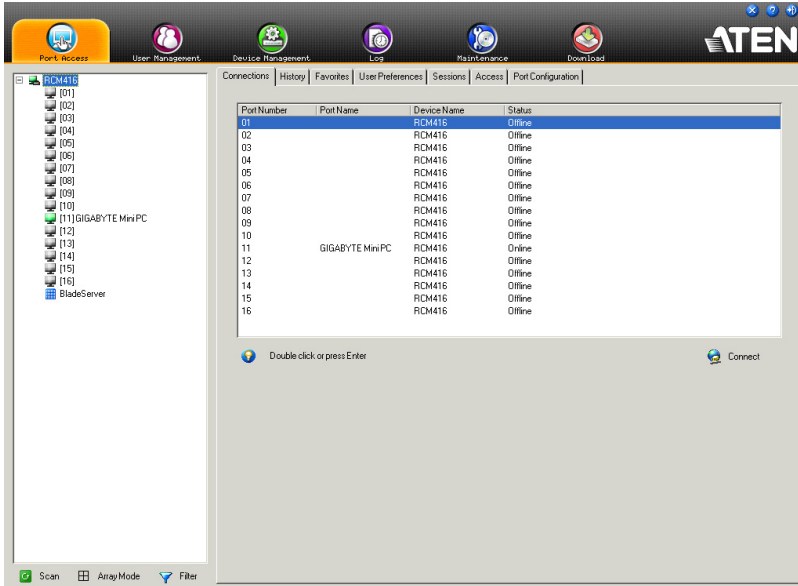 ATEN
Port Access User Management Device Management Log Maintenance Download
Connections History Favorites User Preferences Sessions Access Port Configuration
RCM416
[01]
[02]
[03]
[04]
[05]
[06]
[07]
[08]
[09]
[10]
[11]GIGABYTE Mini PC
[12]
[13]
[14]
[15]
[16]
BladeServer
Port Number Port Name Device Name Status
01 RCM416 Offline
02 RCM416 Offline
03 RCM416 Offline
04 RCM416 Offline
05 RCM416 Offline
06 RCM416 Offline
07 RCM416 Offline
08 RCM416 Offline
09 RCM416 Offline
10 RCM416 Offline
11 GIGABYTE Mini PC RCM416 Online
12 RCM416 Offline
13 RCM416 Offline
14 RCM416 Offline
15 RCM416 Offline
16 RCM416 Offline
Double click or press Enter Connect
Scan Array Mode Filter